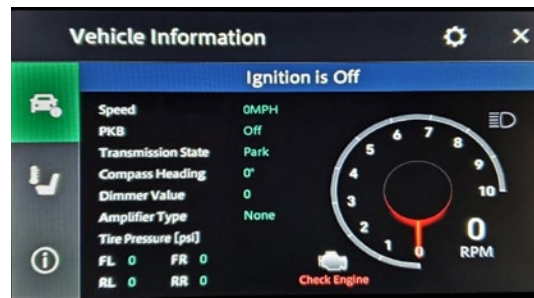 Vehicle Information
Ignition is Off
Speed 0MPH
PKB Off
Transmission State Park
Compass Heading 0°
Dimmer Value 0
Amplifier Type None
Tire Pressure [psi]
FL 0 FR 0
RL 0 RR 0
0 1 2 3 4 5 6 7 8 9 10
0
RPM
Check Engine